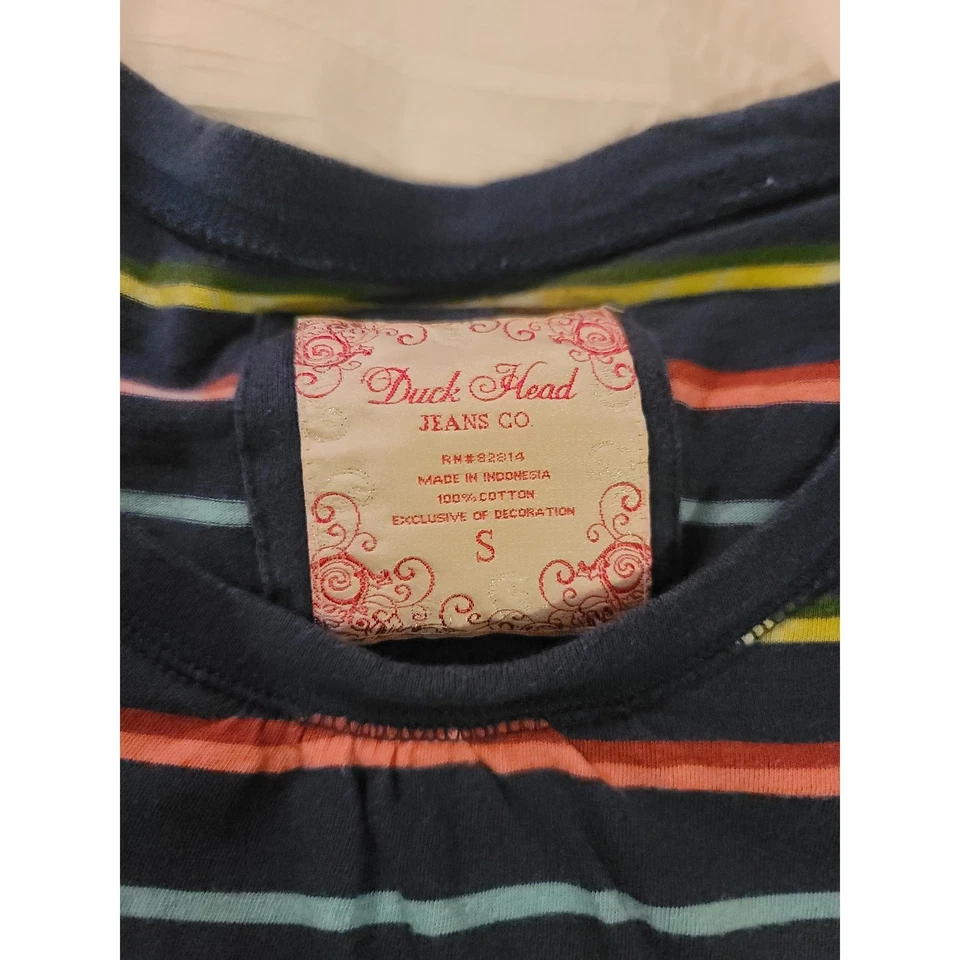 Duck Head
JEANS CO.
RN#82814
MADE IN INDONESIA
100% COTTON
EXCLUSIVE OF DECORATION
S